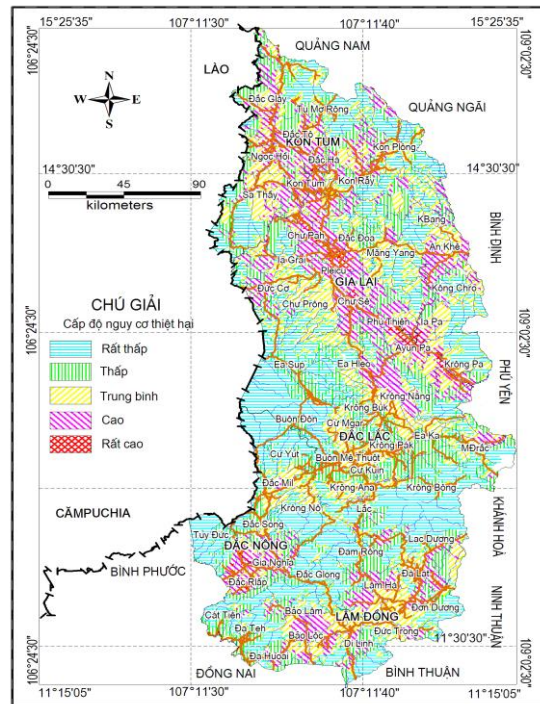 15 25'35" 107°11'30" 107°11'40" 15°25'35"
106°24'30" 109°02'30"
QUẢNG NAM
LÀO
N
W E
S
QUẢNG NGÃI
Đắc Glây
Tu Mơ Rông
Đắc Tô
KON TUM
Kon Plông
Ngọc Hồi
Đắc Hà
14°30'30" 14°30'30"
0 45 90
kilometers
Kon Tum
Kon Rẫy
Sa Thầy
KBang
BÌNH ĐỊNH
Chư Păh
Đắc Đoa
Măng Yang
An Khê
Ia Grai
Pleicu
GIA LAI
Kông Chro
Đức Cơ
Chư Prông
Chư Sê
CHÚ GIẢI
Cấp độ nguy cơ thiệt hại
Rất thấp
Thấp
Trung bình
Cao
Rất cao
106°24'30" 109°02'30"
Phú Thiện
Ia Pa
Ayun Pa
Krông Pa
PHÚ YÊN
Ea Sup
Ea H'leo
Krông Năng
Krông Búk
Buôn Đôn
Cư Mgar
ĐẮC LẮC
Ea Ka
Krông Pắk
MĐrắc
Cư Yút
Buôn Mê Thuột
Cư Kuin
Đắc Mil
Krông Ana
Krông Bông
CĂMPUCHIA
Krông Nô
Lắc
KHÁNH HOÀ
Đắc Song
Tuy Đức
Lạc Dương
ĐẮC NÔNG
Đam Rông
BÌNH PHƯỚC
Gia Nghĩa
Đà Lạt
Đắc Rlấp
Đắc Glong
Lâm Hà
NINH THUẬN
Đơn Dương
Cát Tiên
Bảo Lâm
LÂM ĐỒNG
Đạ Teh
Bảo Lộc
Đức Trọng
Di Linh
11°30'30"
Đạ Huoai
106°24'30" 109°02'30"
ĐỒNG NAI
BÌNH THUẬN
11°15'05" 107°11'30" 107°11'40" 11°15'05"